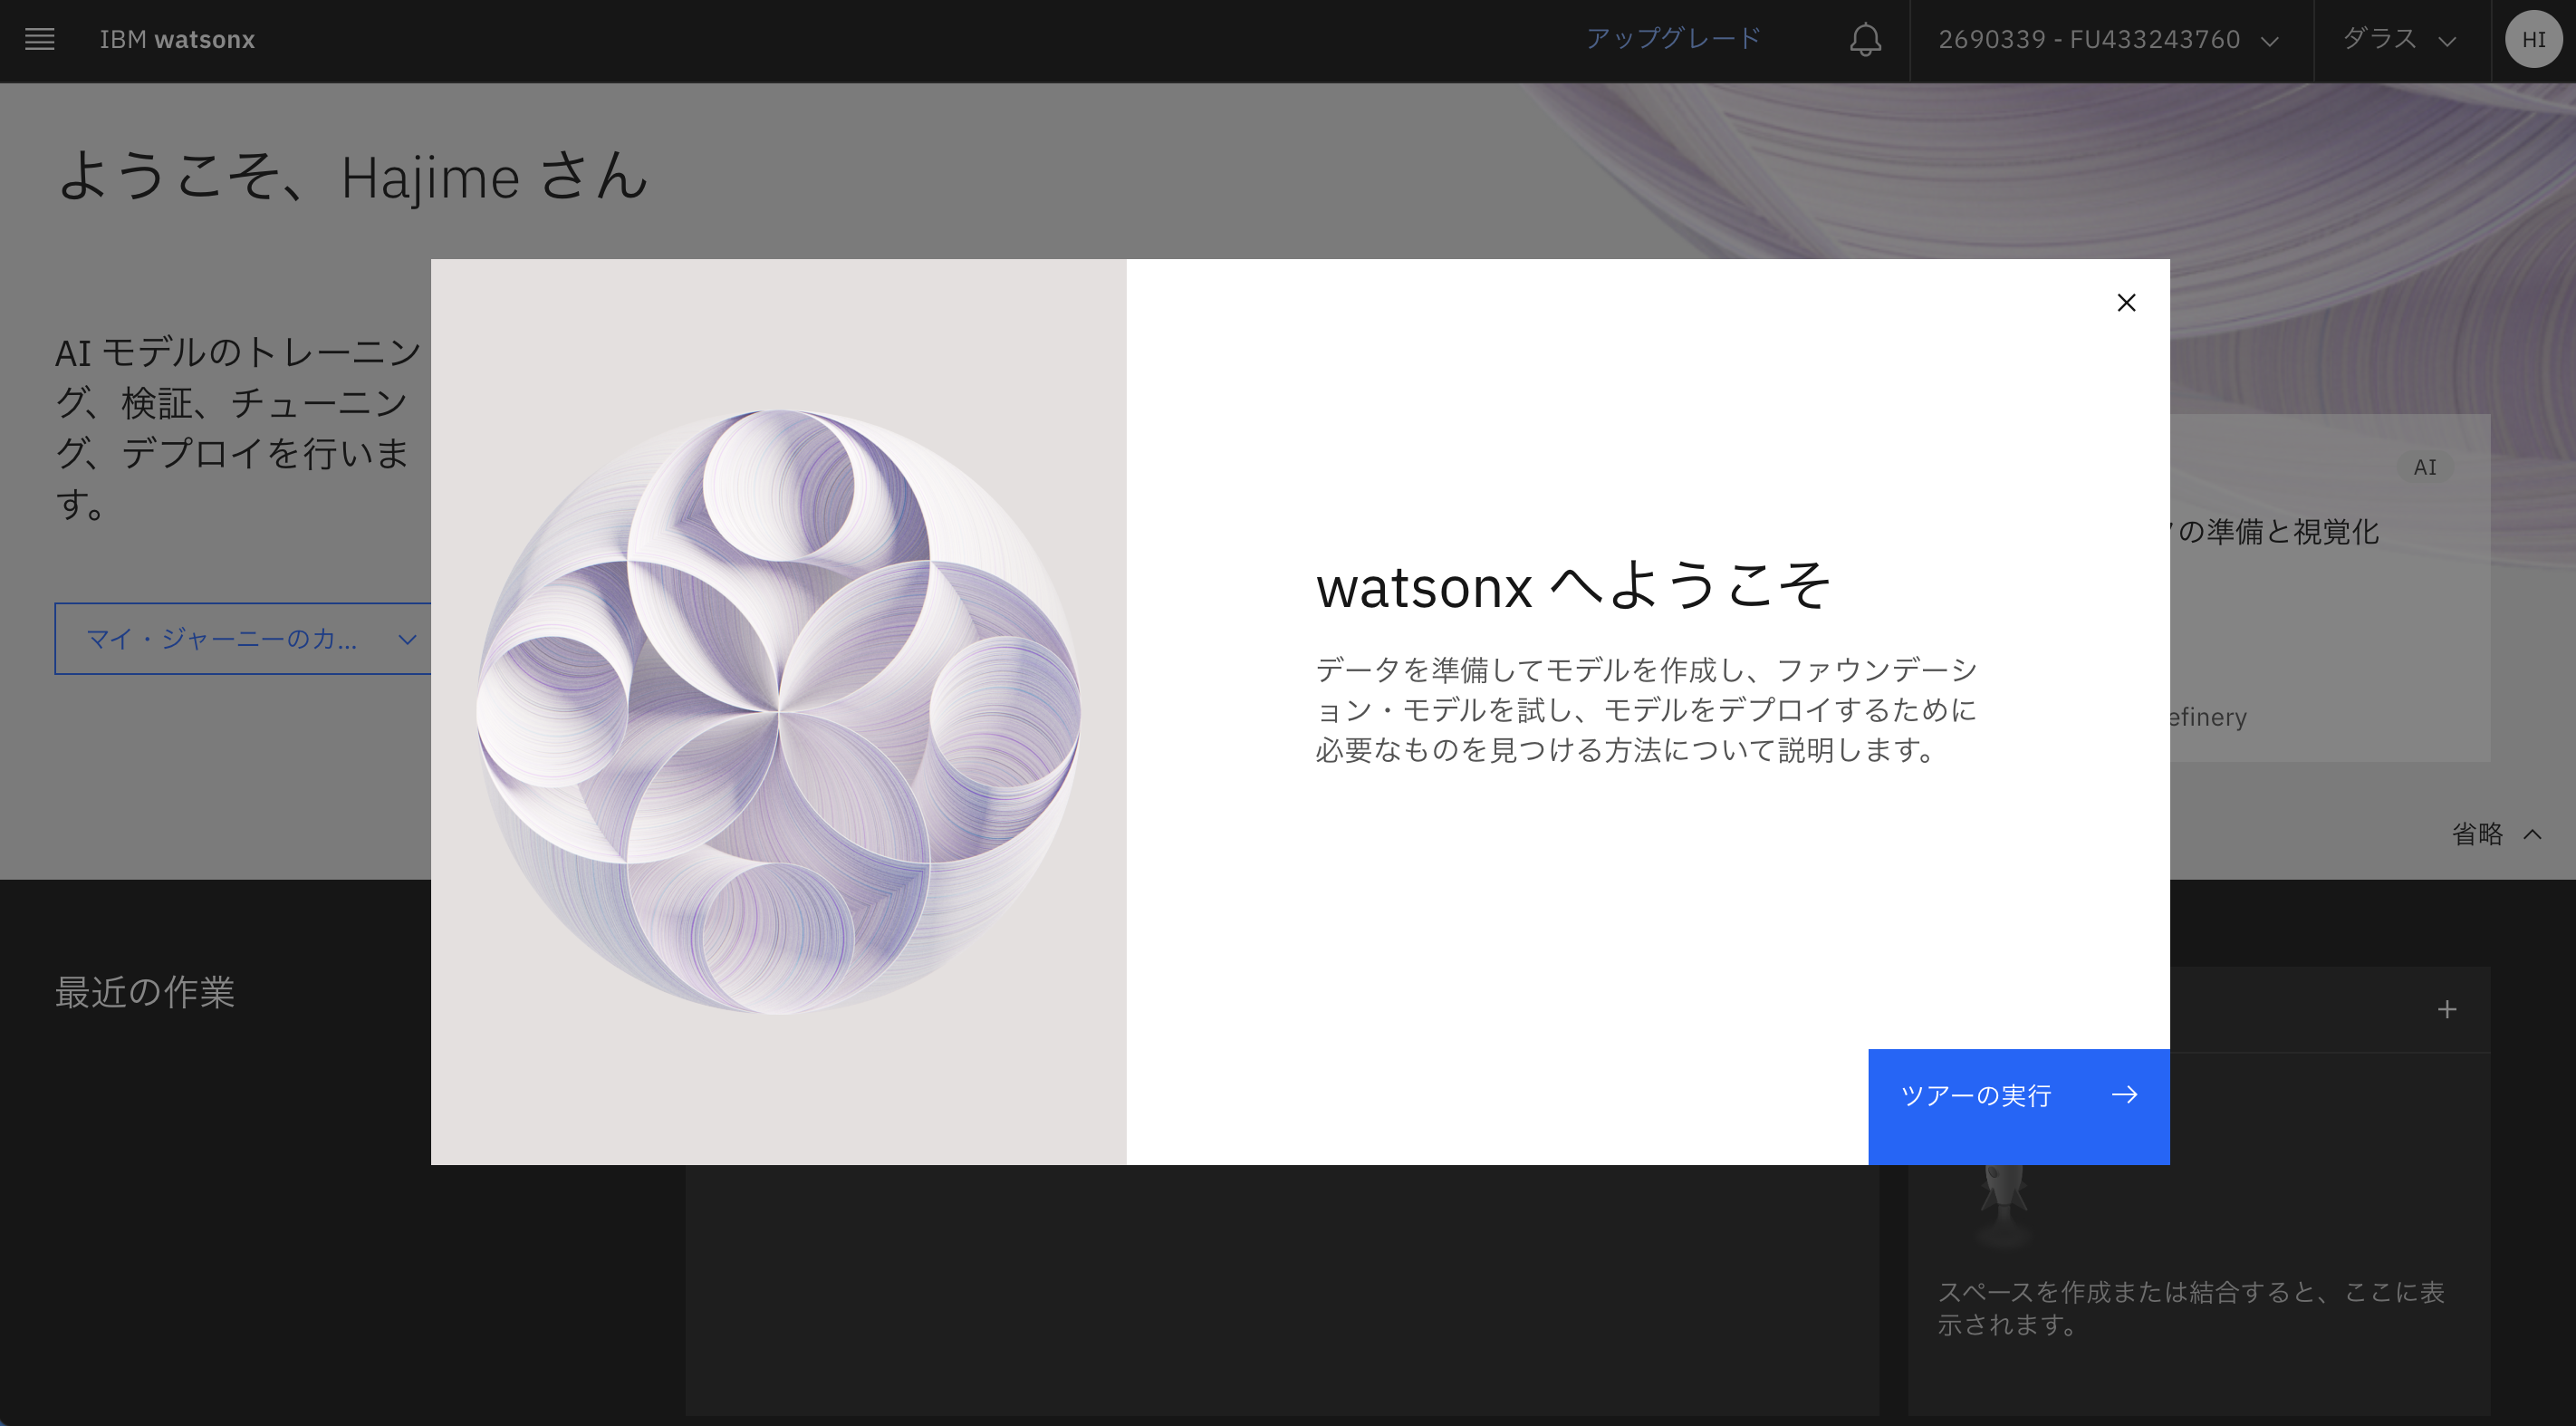 IBM watsonx
アップグレード
2690339 - FU433243760
ダラス
HI
ようこそ、Hajime さん
AI モデルのトレーニン
グ、検証、チューニン
グ、デプロイを行いま
す。
マイ・ジャーニーのカ...
watsonx へようこそ
データを準備してモデルを作成し、ファウンデーシ
ョン・モデルを試し、モデルをデプロイするために
必要なものを見つける方法について説明します。
ツアーの実行
AI
の準備と視覚化
efinery
省略
最近の作業
スペースを作成または結合すると、ここに表
示されます。